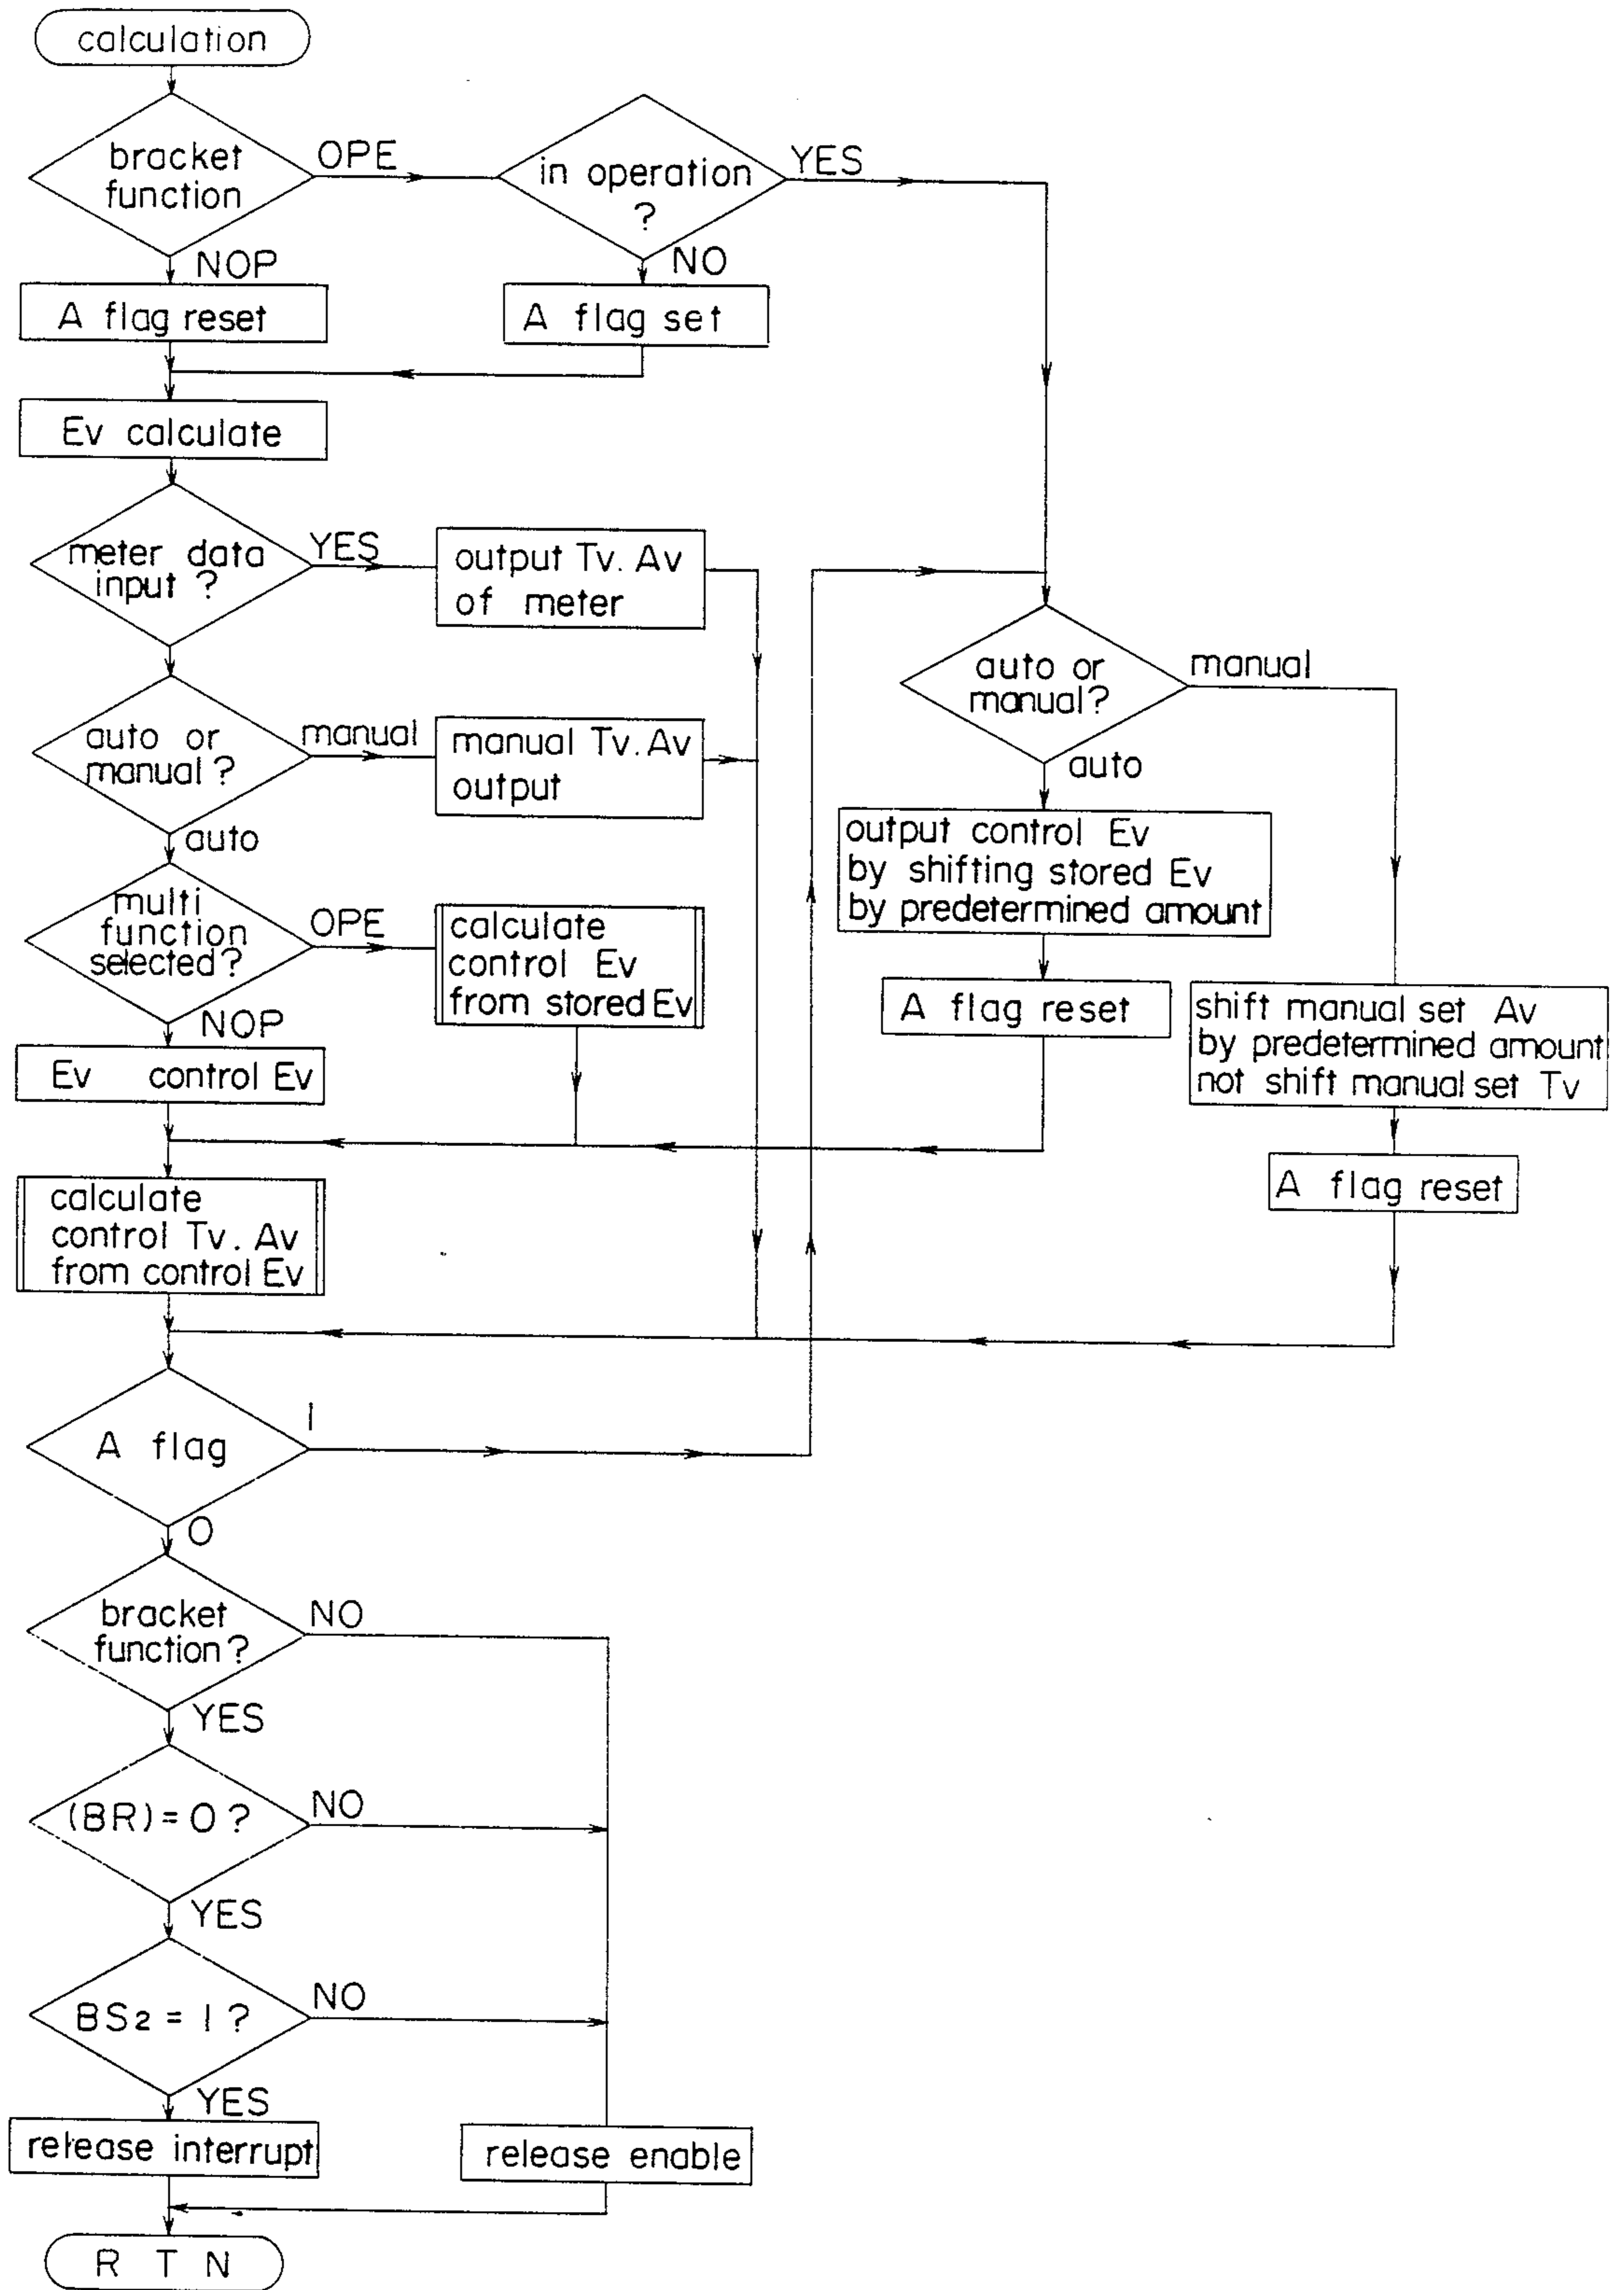 calculation
bracket
function
OPE
in operation
?
YES
NOP
NO
A flag reset
A flag set
Ev calculate
meter data
input ?
YES
output Tv. Av
of meter
auto or
manual ?
manual
manual Tv. Av
output
auto or
manual?
manual
auto
auto
output control Ev
by shifting stored Ev
by predetermined amount
multi
function
selected?
OPE
calculate
control Ev
from stored Ev
NOP
A flag reset
shift manual set Av
by predetermined amount
not shift manual set Tv
Ev control Ev
A flag reset
calculate
control Tv. Av
from control Ev
A flag
1
0
bracket
function?
NO
YES
(BR) = 0 ?
NO
YES
BS2 = 1 ?
NO
YES
release interrupt
release enable
R T N